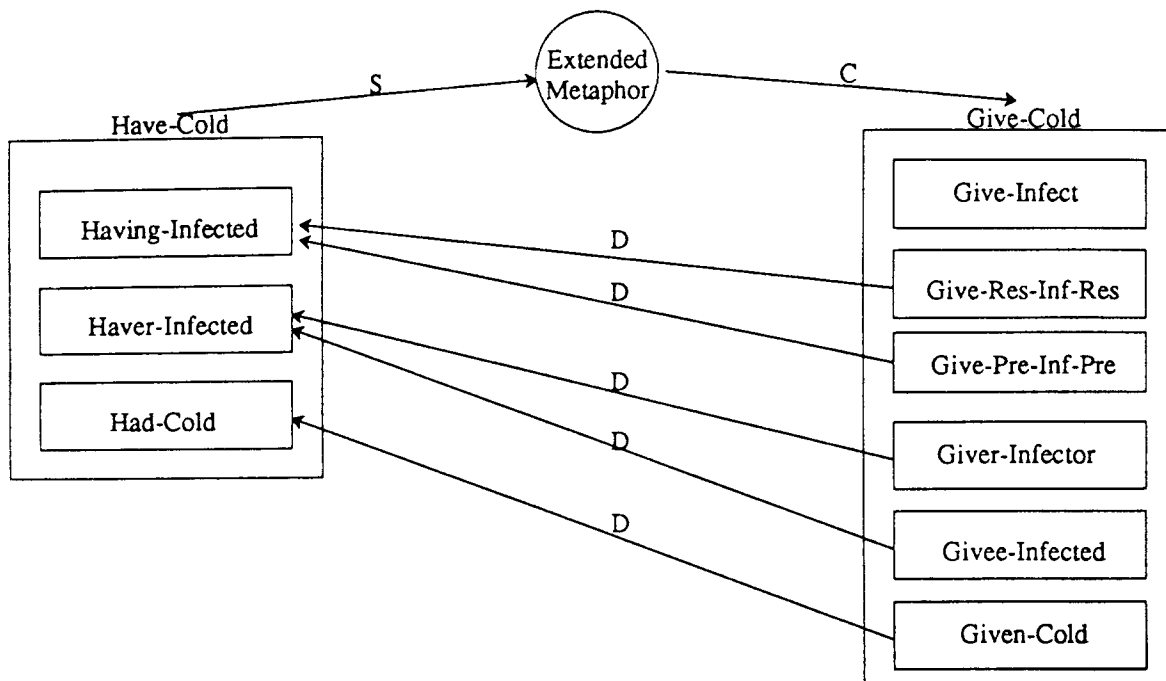 Extended
Metaphor
S
C
Have-Cold
Give-Cold
Having-Infected
Haver-Infected
Had-Cold
D
D
D
D
D
Give-Infect
Give-Res-Inf-Res
Give-Pre-Inf-Pre
Giver-Infector
Givee-Infected
Given-Cold